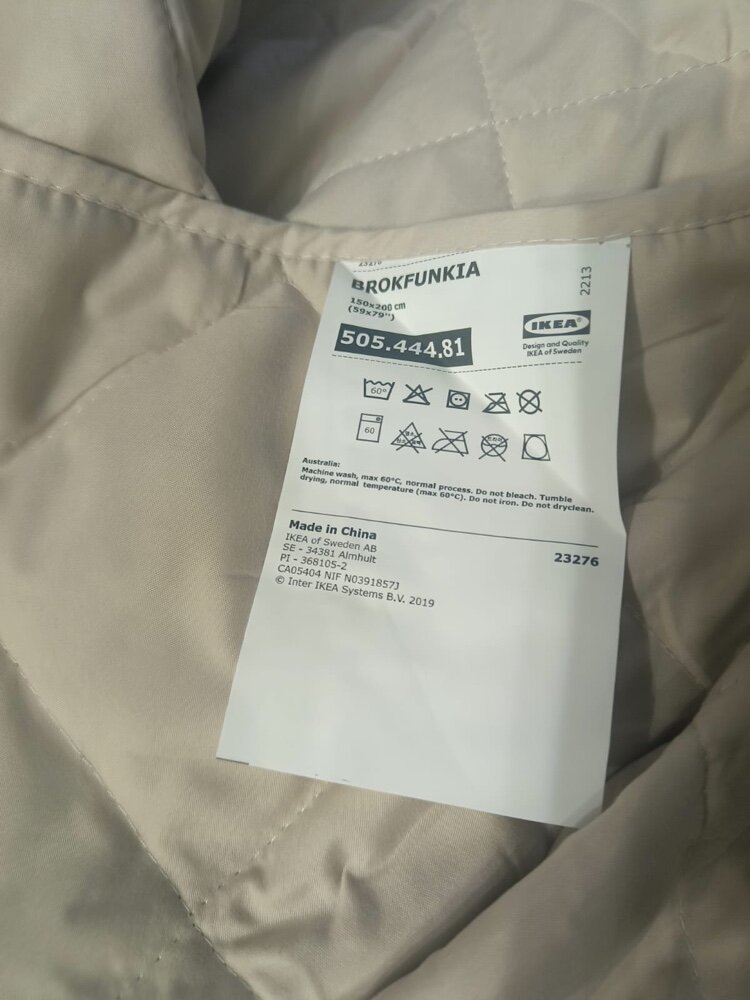 23276
BROKFUNKIA
2213
150x200 cm
(59x79")
505.444.81
IKEA®
Design and Quality
IKEA of Sweden
60°
60
Australia:
Machine wash, max 60°C, normal process. Do not bleach. Tumble
drying, normal temperature (max 60°C). Do not iron. Do not dryclean.
Made in China
23276
IKEA of Sweden AB
SE - 34381 Älmhult
PI - 368105-2
CA05404 NIF N0391857J
© Inter IKEA Systems B.V. 2019